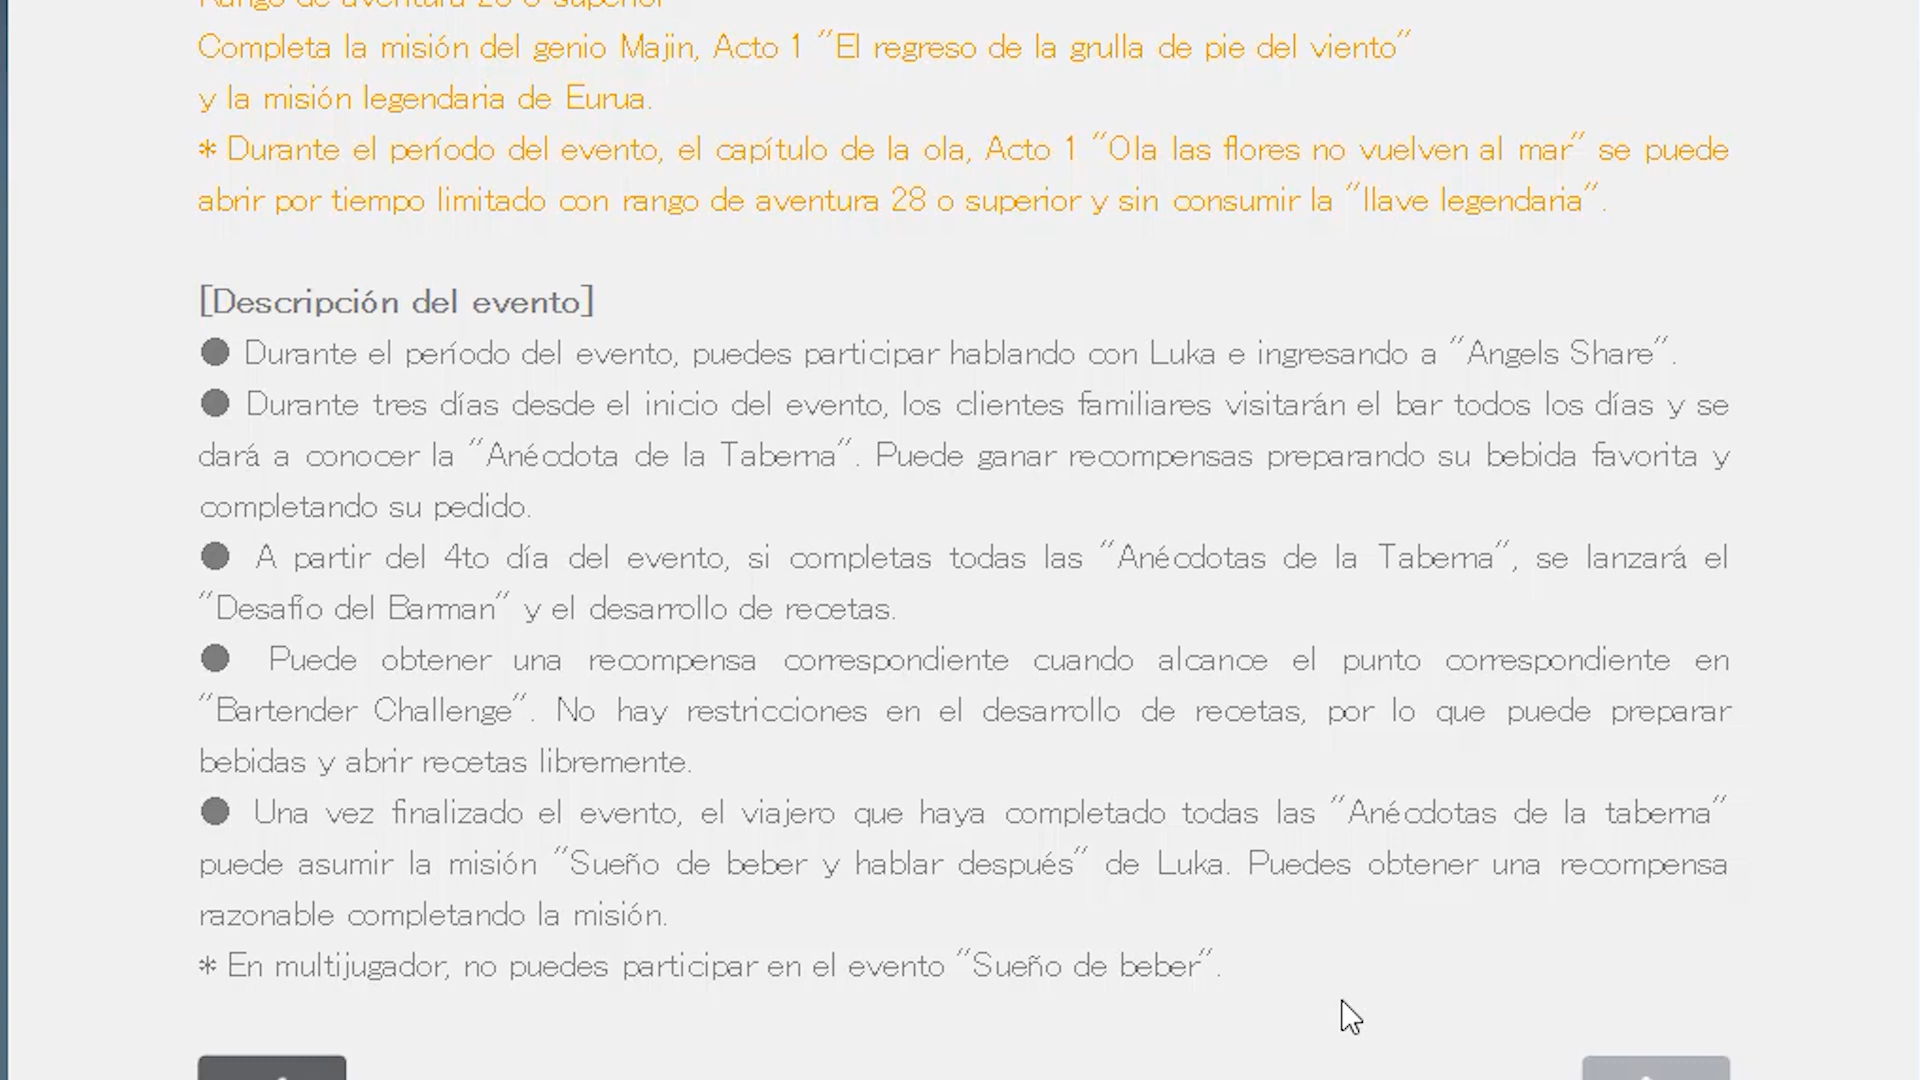 Rango de aventura 28 o superior
Completa la misión del genio Majin, Acto 1 "El regreso de la grulla de pie del viento"
y la misión legendaria de Eurua.
* Durante el período del evento, el capítulo de la ola, Acto 1 "Ola las flores no vuelven al mar" se puede
abrir por tiempo limitado con rango de aventura 28 o superior y sin consumir la "llave legendaria".
[Descripción del evento]
● Durante el período del evento, puedes participar hablando con Luka e ingresando a "Angels Share".
● Durante tres días desde el inicio del evento, los clientes familiares visitarán el bar todos los días y se
dará a conocer la "Anécdota de la Taberna". Puede ganar recompensas preparando su bebida favorita y
completando su pedido.
● A partir del 4to día del evento, si completas todas las "Anécdotas de la Taberna", se lanzará el
"Desafío del Barman" y el desarrollo de recetas.
● Puede obtener una recompensa correspondiente cuando alcance el punto correspondiente en
"Bartender Challenge". No hay restricciones en el desarrollo de recetas, por lo que puede preparar
bebidas y abrir recetas libremente.
● Una vez finalizado el evento, el viajero que haya completado todas las "Anécdotas de la taberna"
puede asumir la misión "Sueño de beber y hablar después" de Luka. Puedes obtener una recompensa
razonable completando la misión.
* En multijugador, no puedes participar en el evento "Sueño de beber".